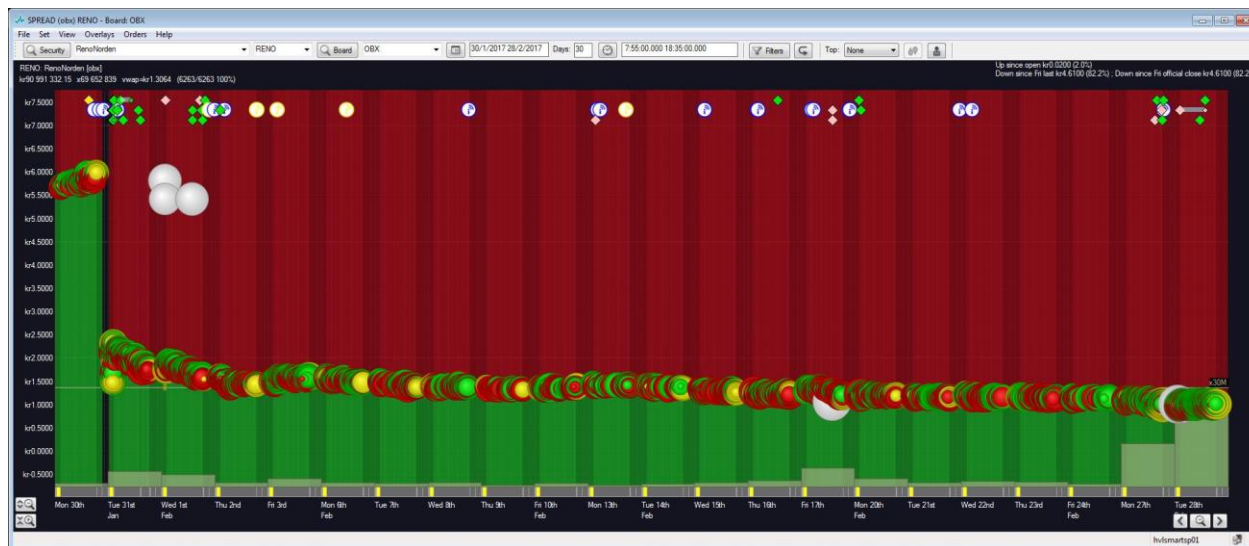 SPREAD (obx) RENO - Board: OBX
File Set View Overlays Orders Help
Security RenoNorden RENO Board OBX 30/1/2017 28/2/2017 Days: 30 7:55:00.000 18:35:00.000 Filters Top: None
RENO: RenoNorden [obx]
kr90 991 332.15 x69 652 839 vwap=kr1.3064 (6263/6263 100%)
Up since open kr0.0200 (2.0%)
Down since Fri last kr4.6100 (82.2%) ; Down since Fri official close kr4.6100 (82.2
kr7.5000
kr7.0000
kr6.5000
kr6.0000
kr5.5000
kr5.0000
kr4.5000
kr4.0000
kr3.5000
kr3.0000
kr2.5000
kr2.0000
kr1.5000
x30M
kr1.0000
kr0.5000
kr0.0000
kr-0.5000
Mon 30th Tue 31st Wed 1st Thu 2nd Fri 3rd Mon 6th Tue 7th Wed 8th Thu 9th Fri 10th Mon 13th Tue 14th Wed 15th Thu 16th Fri 17th Mon 20th Tue 21st Wed 22nd Thu 23rd Fri 24th Mon 27th Tue 28th
Jan Feb Feb Feb Feb Feb Feb Feb
hvlsmartsp01